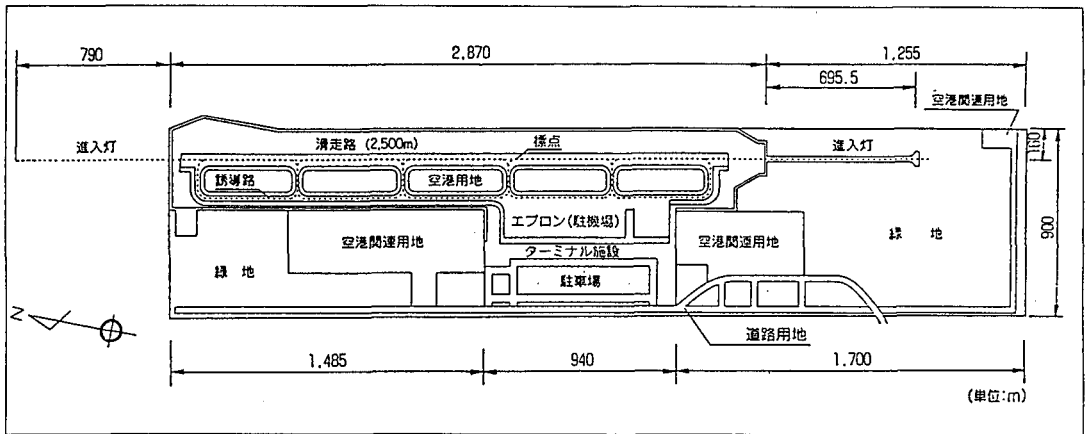 790
2,870
1,255
695.5
空港関連用地
進入灯
滑走路 (2,500m)
標点
進入灯
160
誘導路
空港用地
エプロン(駐機場)
900
空港関連用地
空港関連用地
緑 地
ターミナル施設
緑 地
駐車場
N
道路用地
1,485
940
1,700
(単位:m)